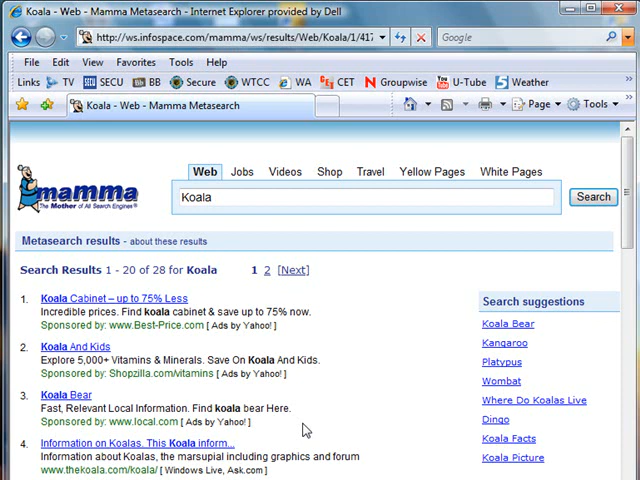 Koala - Web - Mamma Metasearch - Internet Explorer provided by Dell
http://ws.infospace.com/mamma/ws/results/Web/Koala/1/417
Google
File Edit View Favorites Tools Help
Links TV SECU BB Secure WTCC WA CET Groupwise U-Tube Weather
Koala - Web - Mamma Metasearch
Page Tools
Web Jobs Videos Shop Travel Yellow Pages White Pages
mamma
The Mother of All Search Engines®
Koala
Search
Metasearch results - about these results
Search Results 1 - 20 of 28 for Koala 1 2 [Next]
1. Koala Cabinet – up to 75% Less
Incredible prices. Find koala cabinet & save up to 75% now.
Sponsored by: www.Best-Price.com [ Ads by Yahoo! ]
2. Koala And Kids
Explore 5,000+ Vitamins & Minerals. Save On Koala And Kids.
Sponsored by: Shopzilla.com/vitamins [ Ads by Yahoo! ]
3. Koala Bear
Fast, Relevant Local Information. Find koala bear Here.
Sponsored by: www.local.com [ Ads by Yahoo! ]
4. Information on Koalas. This Koala inform...
Information about Koalas, the marsupial including graphics and forum
www.thekoala.com/koala/ [ Windows Live, Ask.com ]
Search suggestions
Koala Bear
Kangaroo
Platypus
Wombat
Where Do Koalas Live
Dingo
Koala Facts
Koala Picture